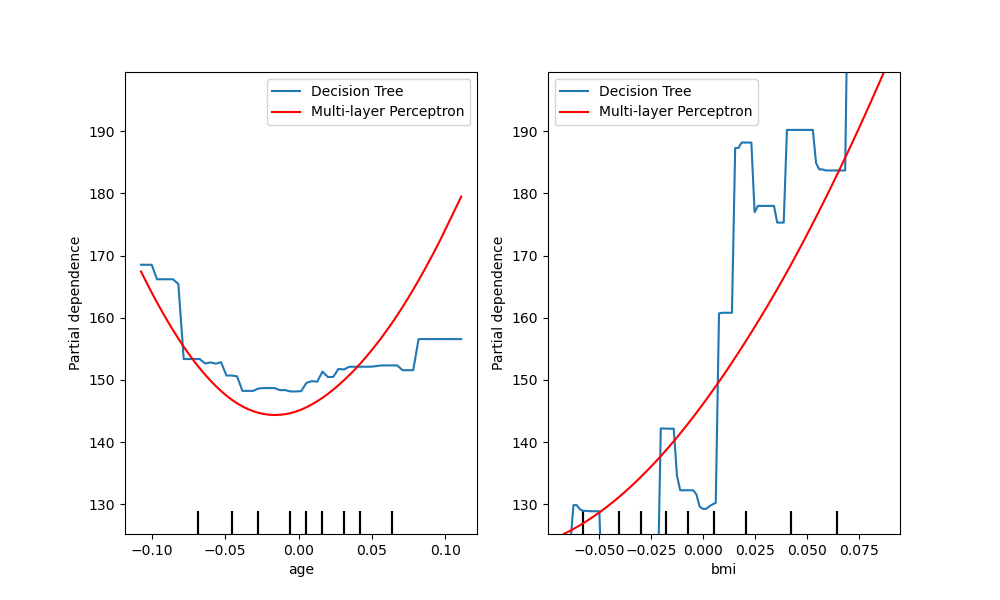 Decision Tree
Multi-layer Perceptron
190
180
170
160
150
140
130
Partial dependence
−0.10 −0.05 0.00 0.05 0.10
age
Decision Tree
Multi-layer Perceptron
190
180
170
160
150
140
130
Partial dependence
−0.050 −0.025 0.000 0.025 0.050 0.075
bmi